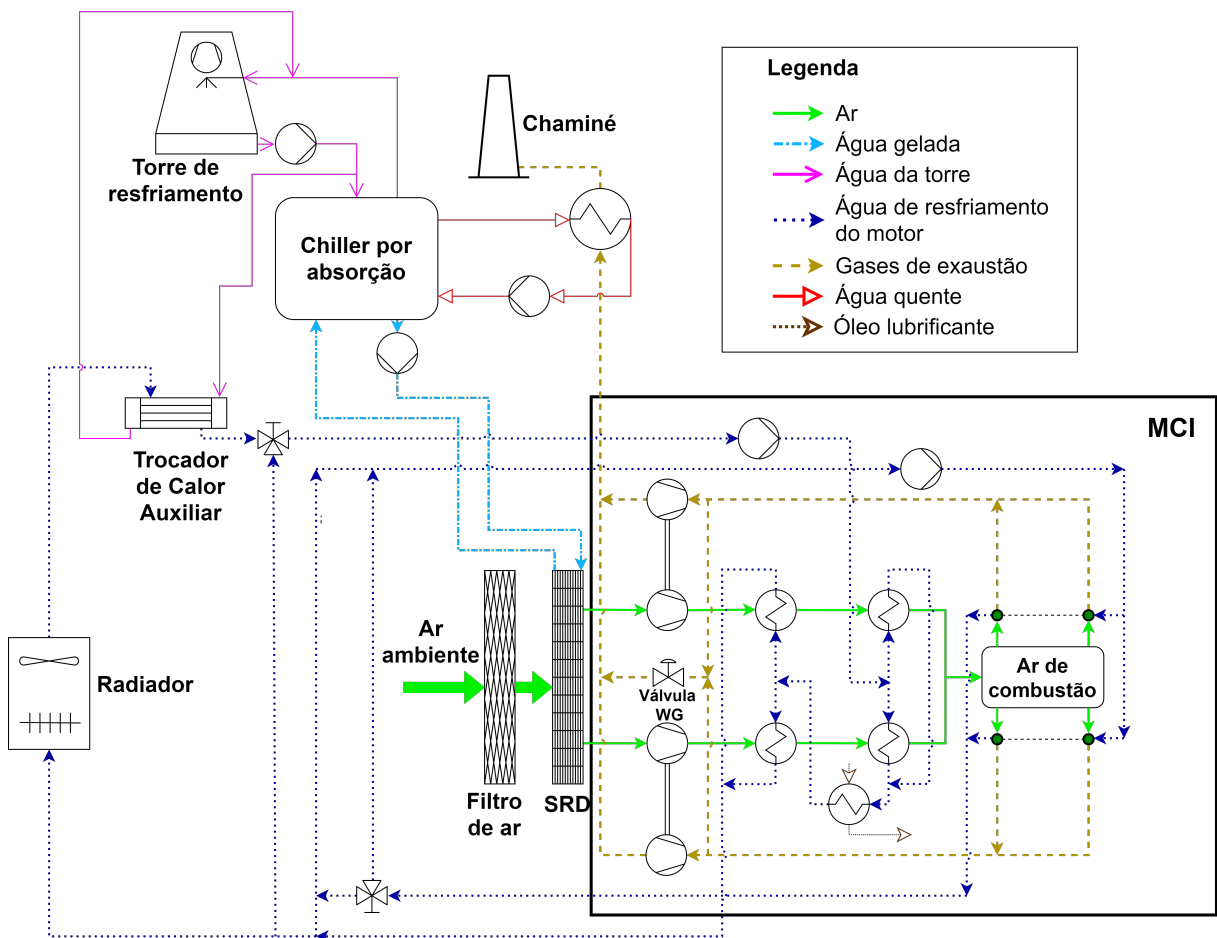 Legenda
Ar
Água gelada
Água da torre
Água de resfriamento
do motor
Gases de exaustão
Água quente
Óleo lubrificante
Chaminé
Torre de
resfriamento
Chiller por
absorção
MCI
Trocador
de Calor
Auxiliar
Ar
ambiente
Radiador
Válvula
WG
Ar de
combustão
Filtro
de ar
SRD